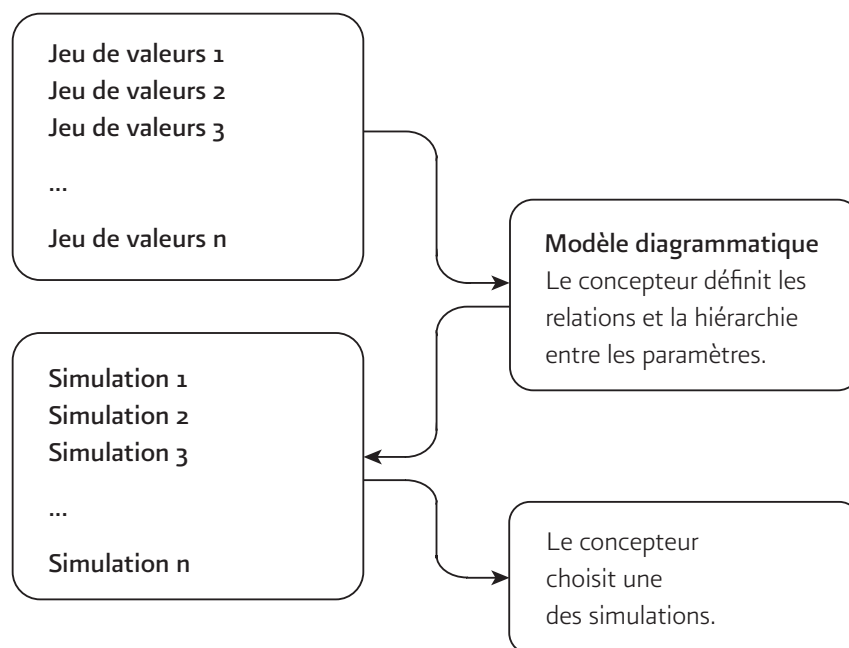 Jeu de valeurs 1
Jeu de valeurs 2
Jeu de valeurs 3
...
Jeu de valeurs n
Modèle diagrammatique
Le concepteur définit les
relations et la hiérarchie
entre les paramètres.
Simulation 1
Simulation 2
Simulation 3
...
Simulation n
Le concepteur
choisit une
des simulations.